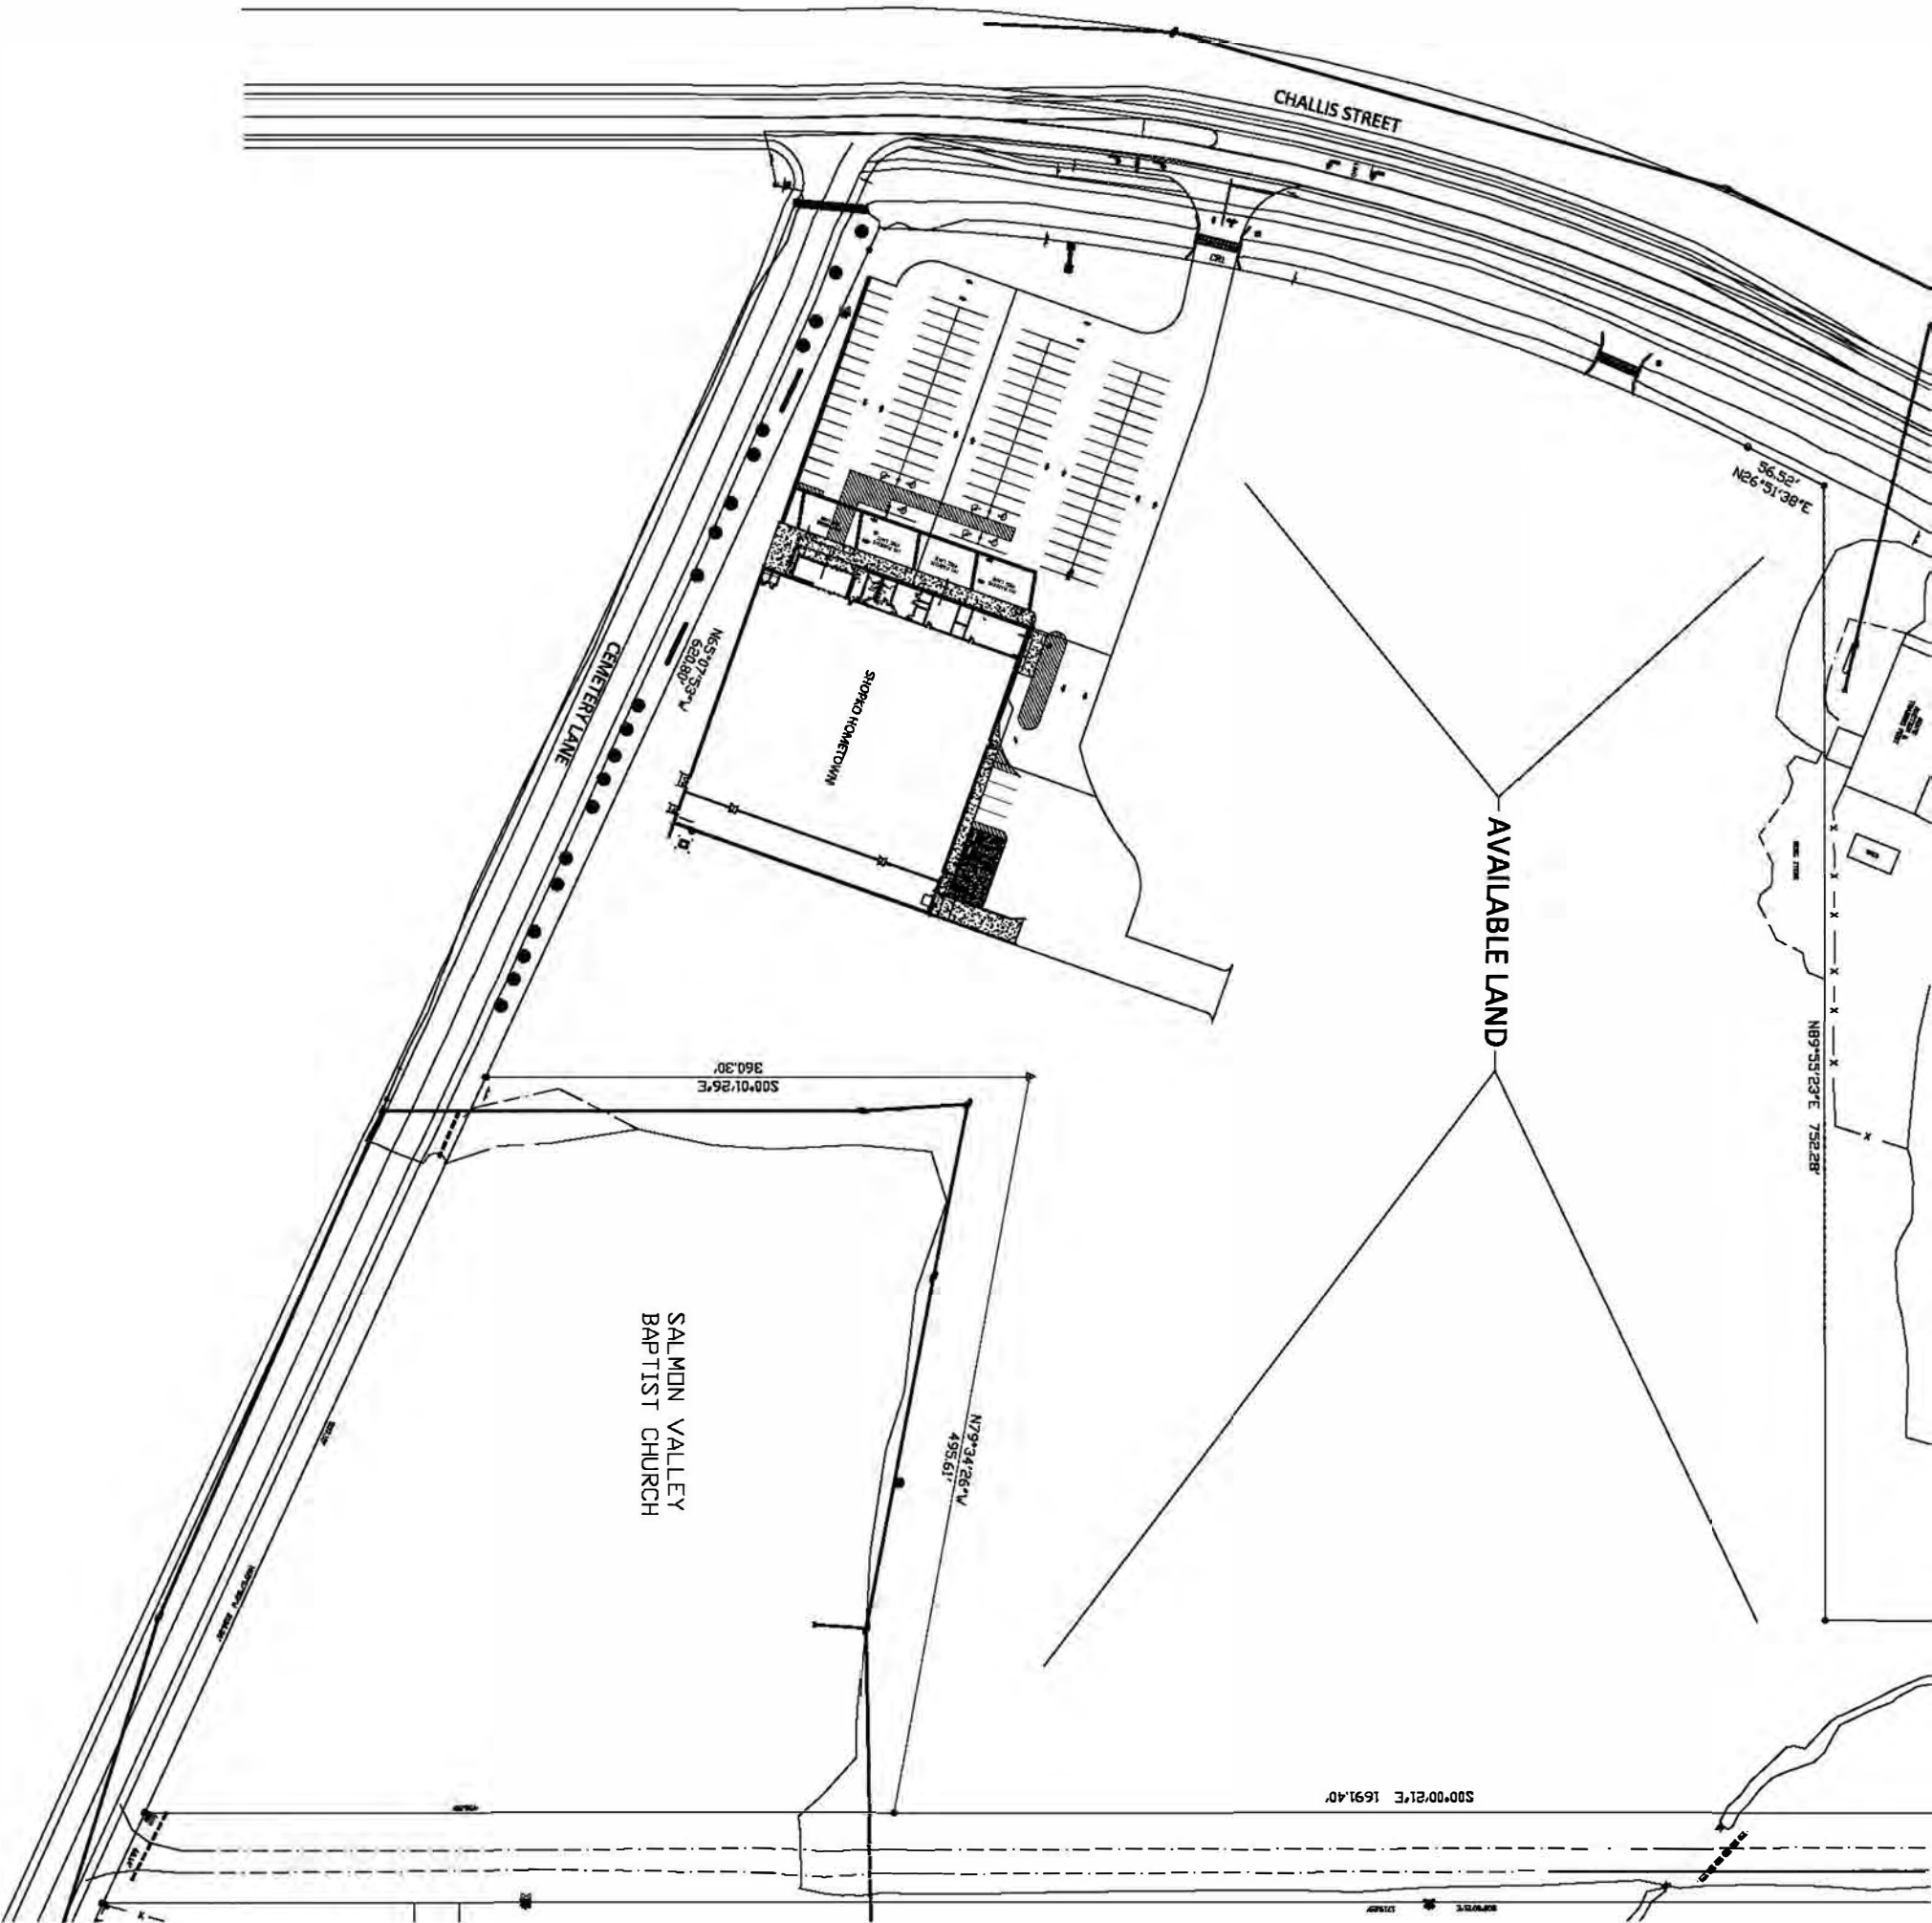 CHALLIS STREET
CR1
56.52'
N26°51'38"E
CEMETERY LANE
N65°07'53"W
620.80'
SHOPKO HOMETOWN
AVAILABLE LAND
N89°55'23"E 752.28'
S00°01'26"E
360.30'
N79°34'26"W
495.61'
SALMON VALLEY
BAPTIST CHURCH
S00°00'21"E 1691.40'